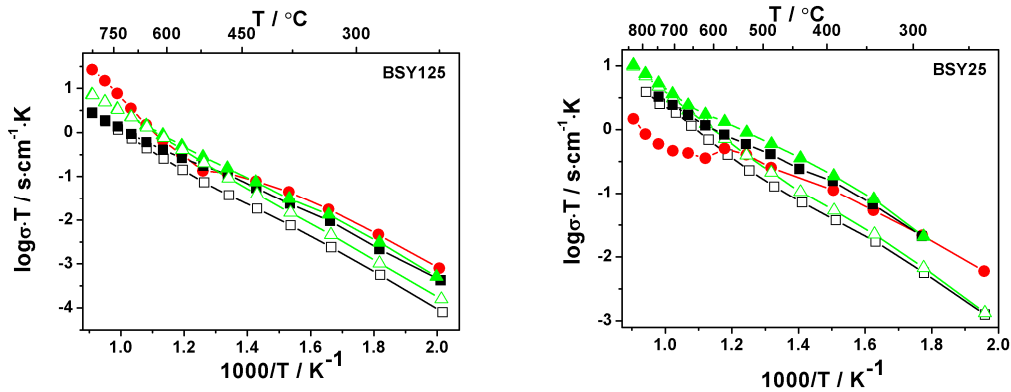 T / °C
750 600 450 300
BSY125
1
0
-1
-2
-3
-4
logσ·T / s·cm⁻¹·K
1.0 1.2 1.4 1.6 1.8 2.0
1000/T / K⁻¹
T / °C
800 700 600 500 400 300
BSY25
1
0
-1
-2
-3
logσ·T / s·cm⁻¹·K
1.0 1.2 1.4 1.6 1.8 2.0
1000/T / K⁻¹